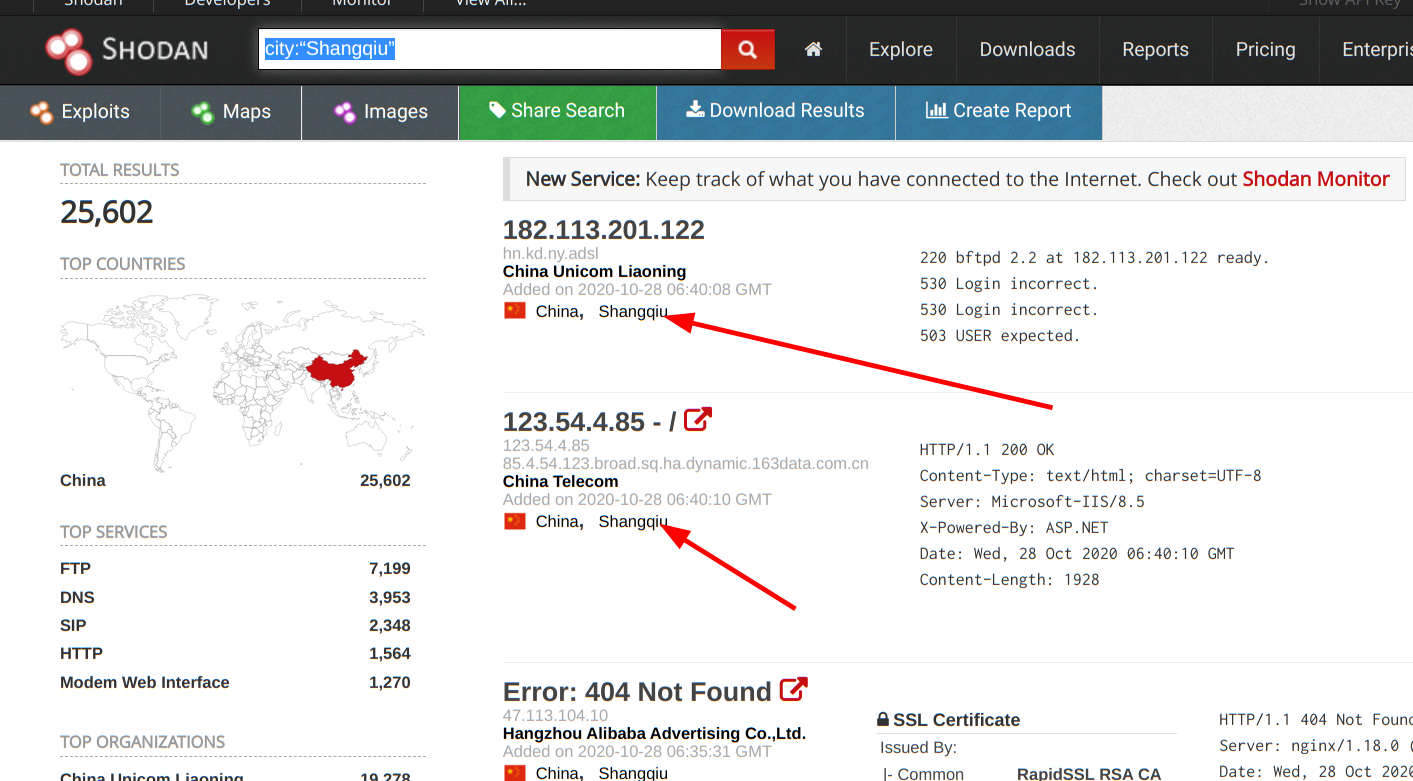 Shodan Developers Monitor View All... Show API Key
SHODAN city:“Shangqiu” Explore Downloads Reports Pricing Enterpris
Exploits Maps Images Share Search Download Results Create Report
TOTAL RESULTS
25,602
TOP COUNTRIES
China 25,602
TOP SERVICES
FTP 7,199
DNS 3,953
SIP 2,348
HTTP 1,564
Modem Web Interface 1,270
TOP ORGANIZATIONS
China Unicom Liaoning 19,278
New Service: Keep track of what you have connected to the Internet. Check out Shodan Monitor
182.113.201.122
hn.kd.ny.adsl
China Unicom Liaoning
Added on 2020-10-28 06:40:08 GMT
China, Shangqiu
220 bftpd 2.2 at 182.113.201.122 ready.
530 Login incorrect.
530 Login incorrect.
503 USER expected.
123.54.4.85 - /
123.54.4.85
85.4.54.123.broad.sq.ha.dynamic.163data.com.cn
China Telecom
Added on 2020-10-28 06:40:10 GMT
China, Shangqiu
HTTP/1.1 200 OK
Content-Type: text/html; charset=UTF-8
Server: Microsoft-IIS/8.5
X-Powered-By: ASP.NET
Date: Wed, 28 Oct 2020 06:40:10 GMT
Content-Length: 1928
Error: 404 Not Found
47.113.104.10
Hangzhou Alibaba Advertising Co.,Ltd.
Added on 2020-10-28 06:35:31 GMT
China, Shangqiu
SSL Certificate
Issued By:
|- Common RapidSSL RSA CA
HTTP/1.1 404 Not Found
Server: nginx/1.18.0 (
Date: Wed, 28 Oct 2020